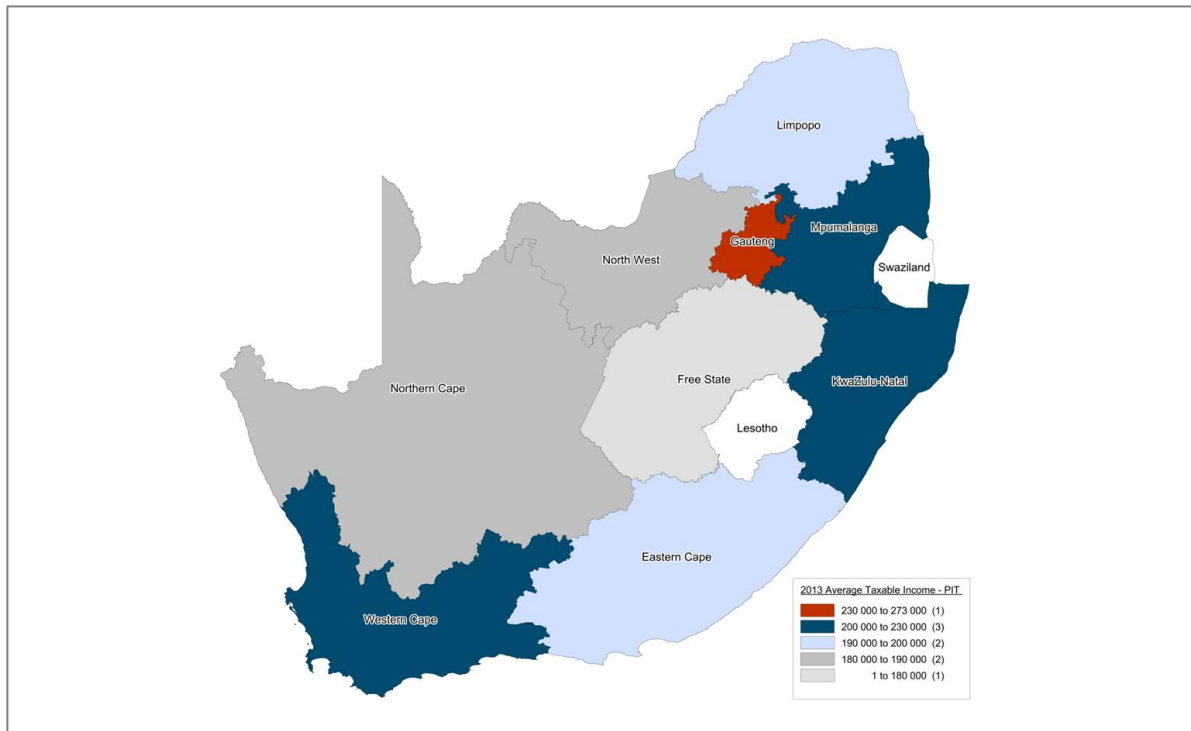 Limpopo
Mpumalanga
Gauteng
North West
Swaziland
Free State
KwaZulu-Natal
Northern Cape
Lesotho
Eastern Cape
Western Cape
2013 Average Taxable Income - PIT
230 000 to 273 000 (1)
200 000 to 230 000 (3)
190 000 to 200 000 (2)
180 000 to 190 000 (2)
1 to 180 000 (1)